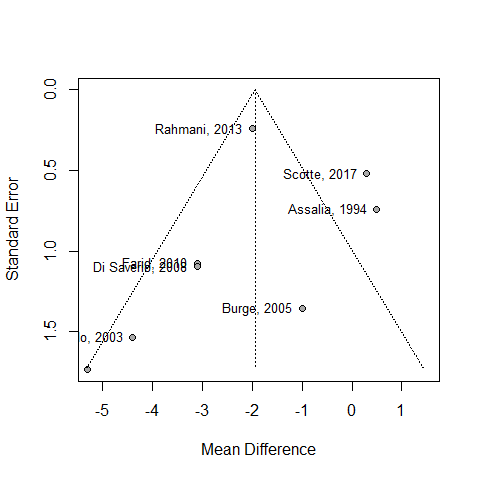 0.0
0.5
1.0
1.5
Standard Error
Rahmani, 2013
Scotte, 2017
Assalia, 1994
Farid, 2010
Di Saverio, 2008
Burge, 2005
o, 2003
-5 -4 -3 -2 -1 0 1
Mean Difference